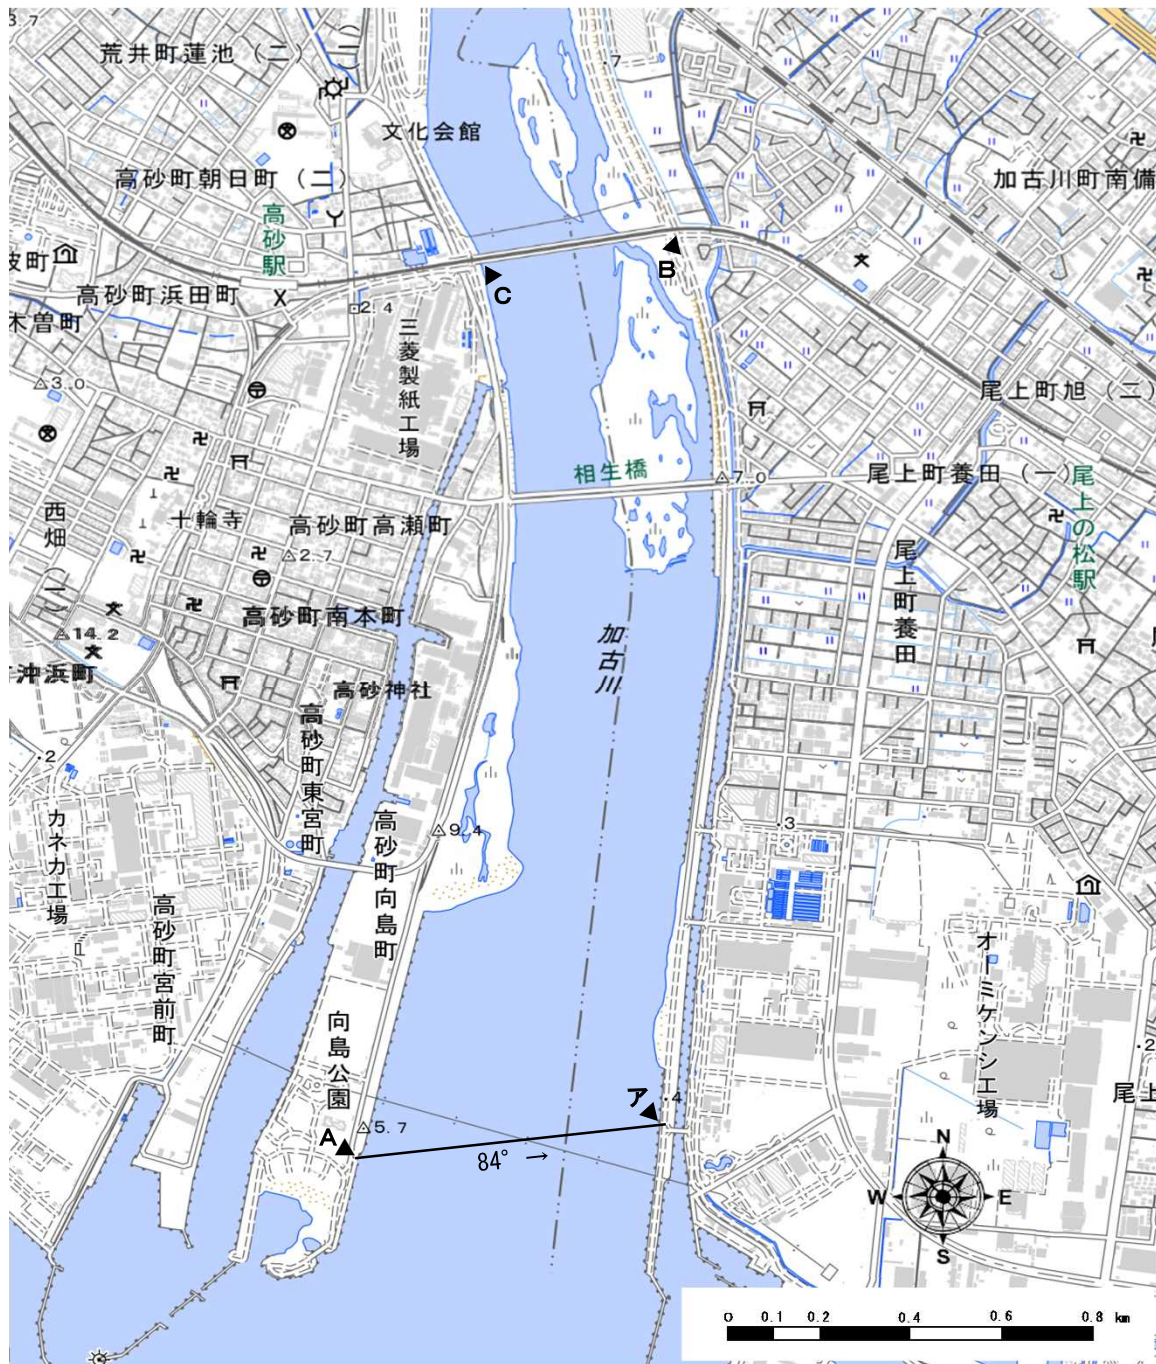 3.7
荒井町蓮池(二)
(二)
文化会館
高砂町朝日町(二)
高砂駅
高砂町浜田町
木曽町
2.4
三菱製紙工場
3.0
西畑(一)
十輪寺
高砂町高瀬町
2.7
高砂町南本町
14.2
沖浜町
高砂神社
高砂町東宮町
.2
カネカ工場
高砂町宮前町
高砂町向島町
9.4
向島公園
5.7
A
84° →
ア
.4
C
B
.7
相生橋
7.0
加古川
加古川町南備
尾上町旭(二)
尾上町養田(一)
尾上の松駅
尾上町養田
.3
オーミケンシ工場
.2
尾上
N
W
E
S
0 0.1 0.2 0.4 0.6 0.8 km